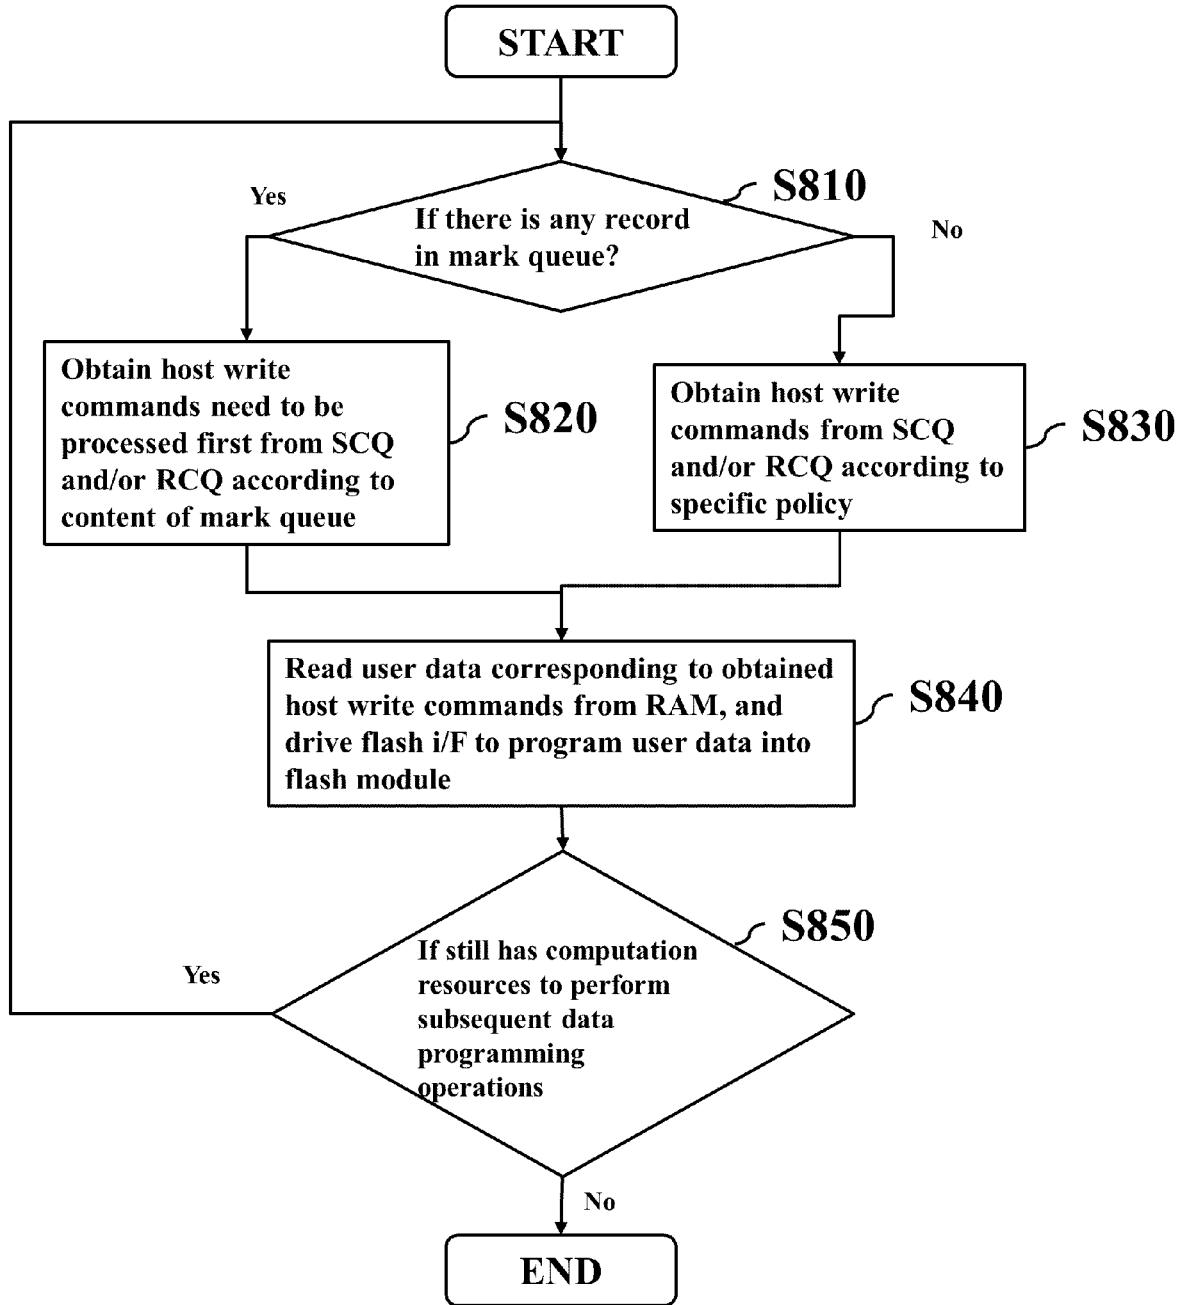 START
S810
Yes
If there is any record
in mark queue?
No
Obtain host write
commands need to be
processed first from SCQ
and/or RCQ according to
content of mark queue
S820
Obtain host write
commands from SCQ
and/or RCQ according to
specific policy
S830
Read user data corresponding to obtained
host write commands from RAM, and
drive flash i/F to program user data into
flash module
S840
S850
If still has computation
resources to perform
subsequent data
programming
operations
Yes
No
END